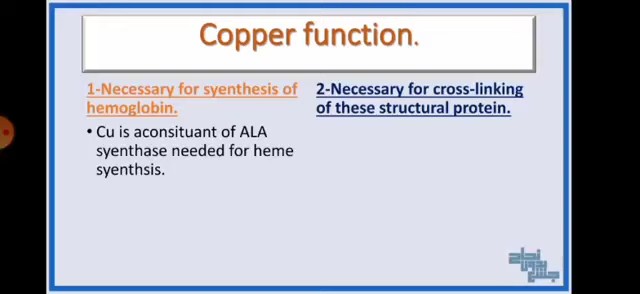 Copper function.
1-Necessary for syenthesis of
hemoglobin.
• Cu is aconsituant of ALA
syenthase needed for heme
synthsis.
2-Necessary for cross-linking
of these structural protein.